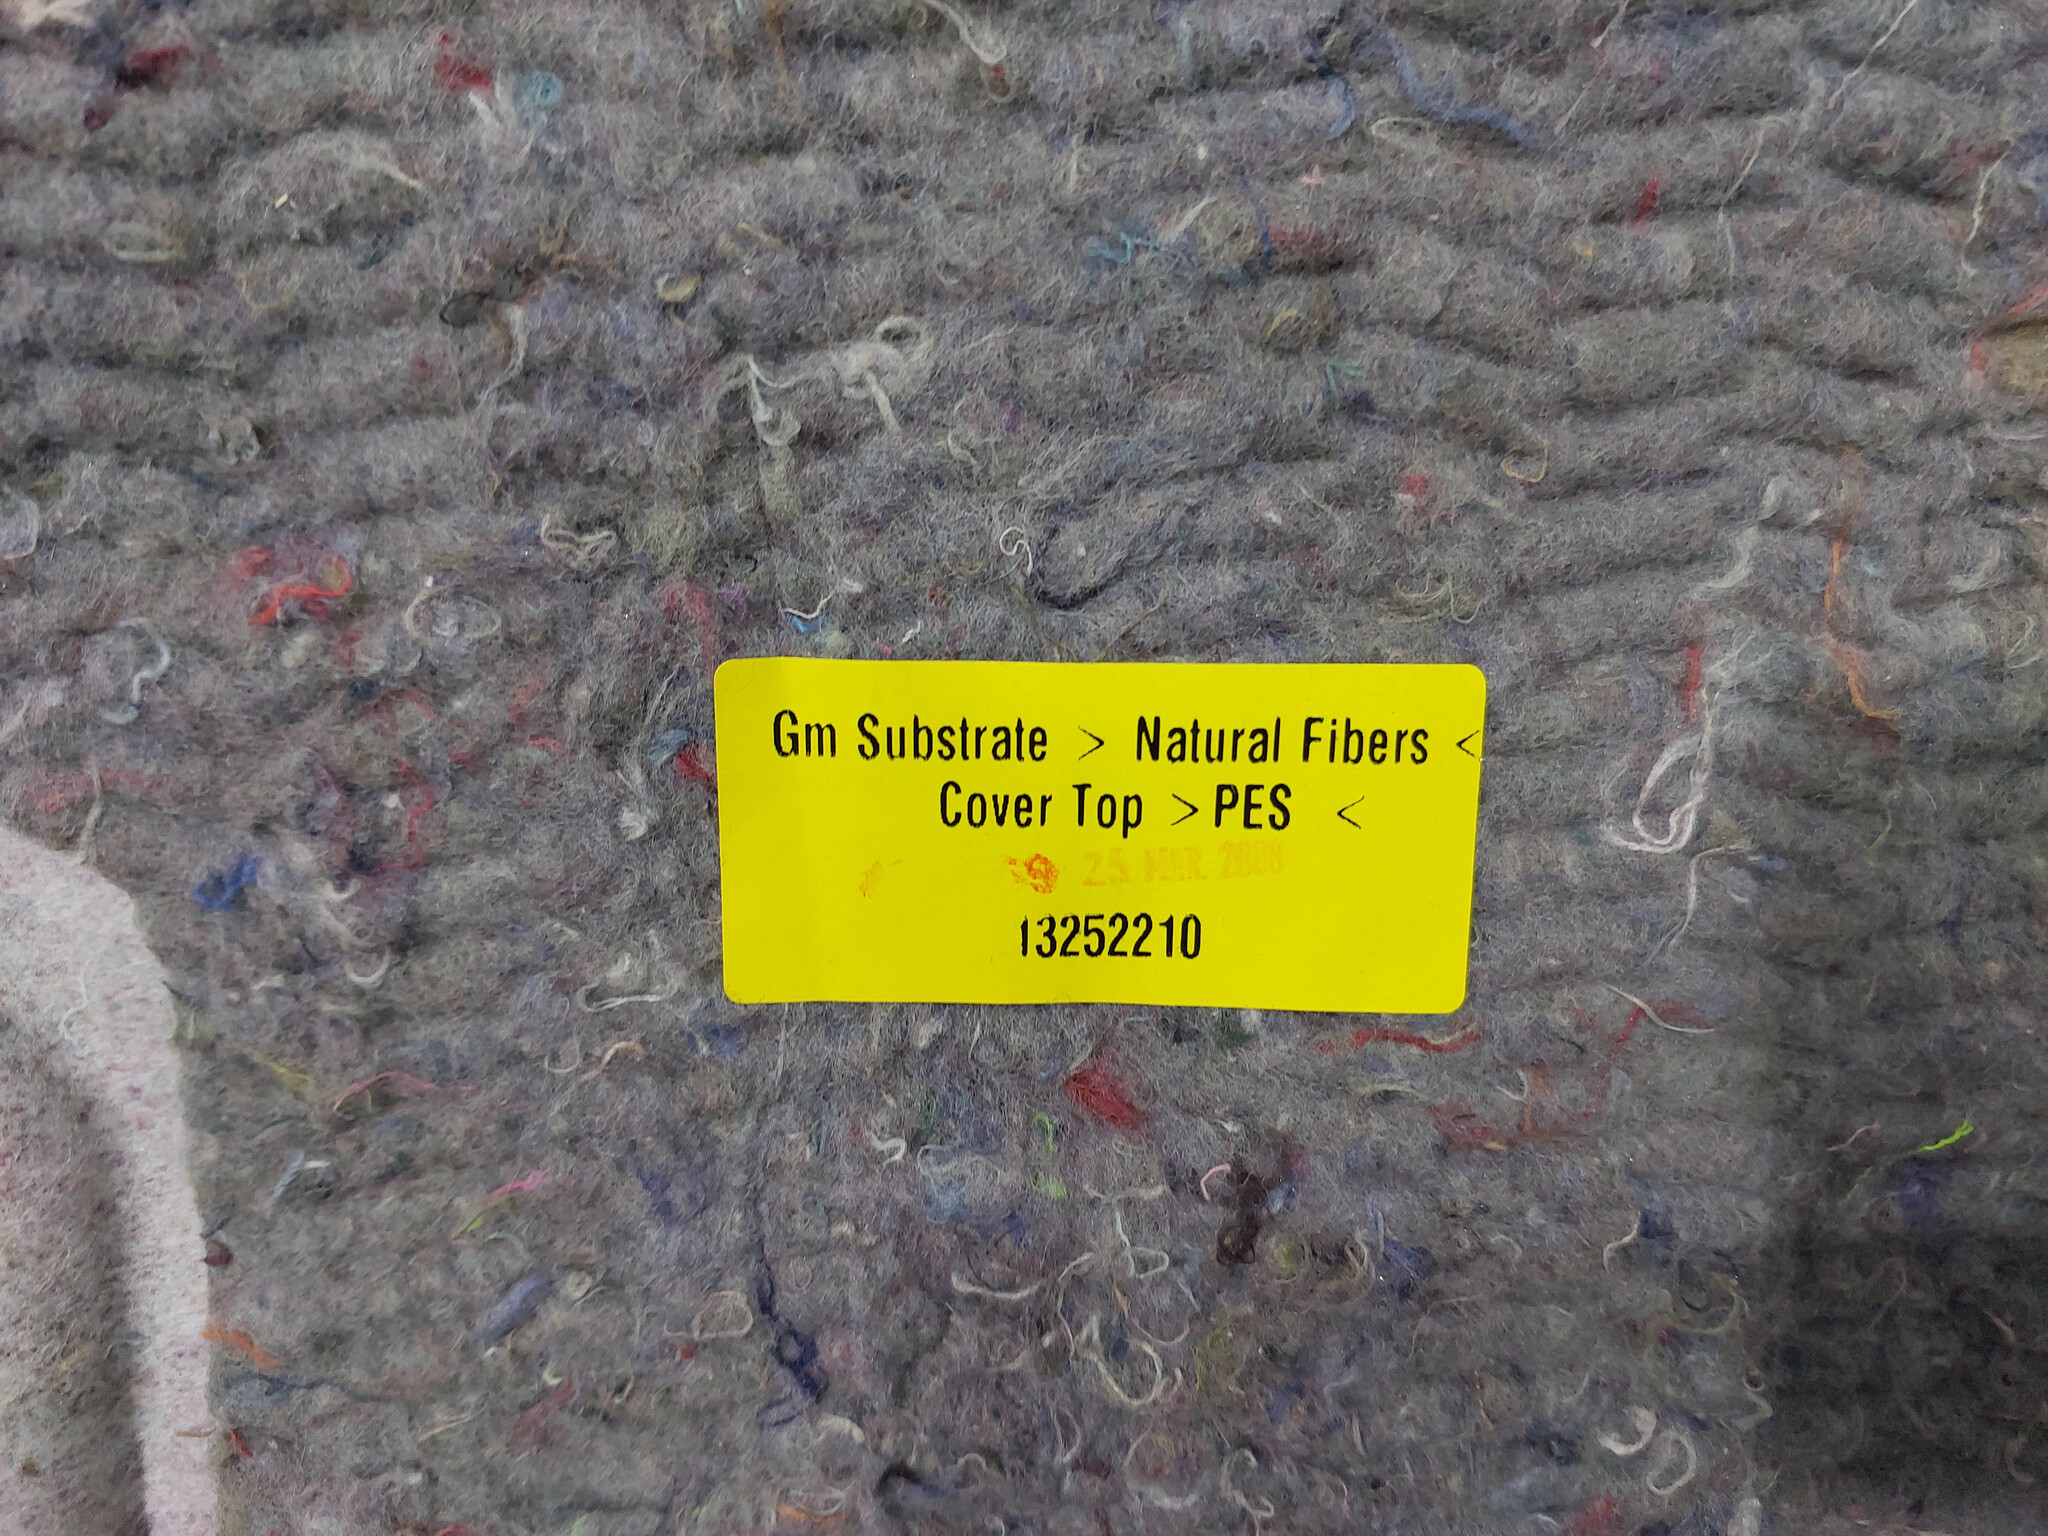 Gm Substrate > Natural Fibers <
Cover Top > PES <
25. MAR. 2008
13252210